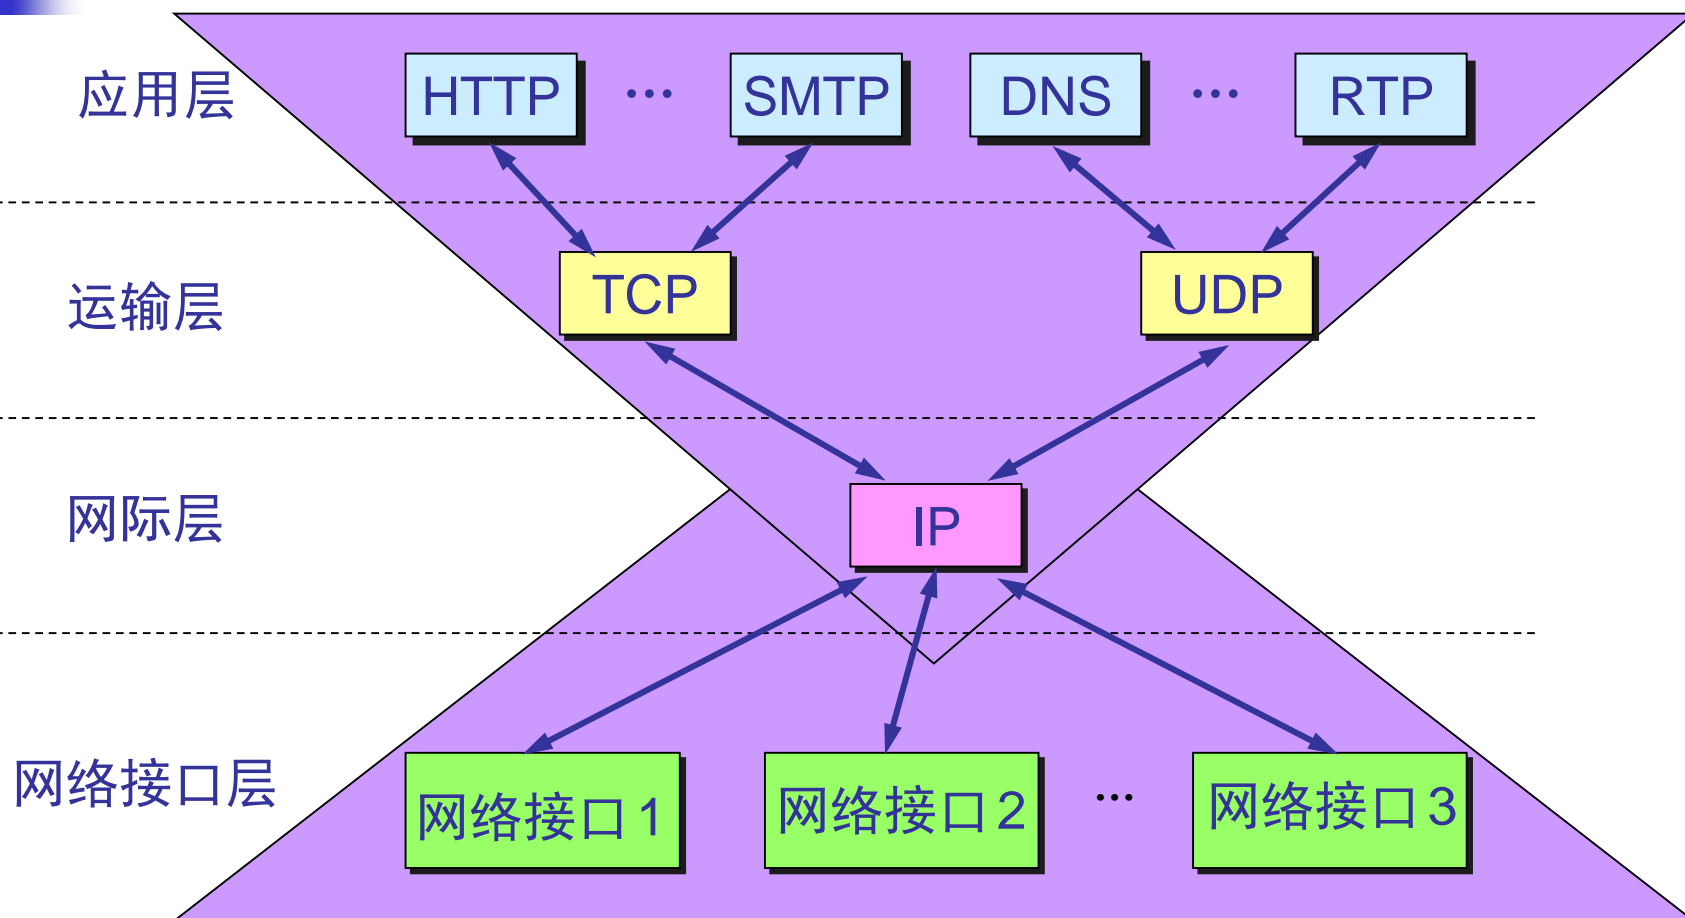 应用层 HTTP … SMTP DNS … RTP
运输层 TCP UDP
网际层 IP
网络接口层 网络接口1 网络接口2 … 网络接口3